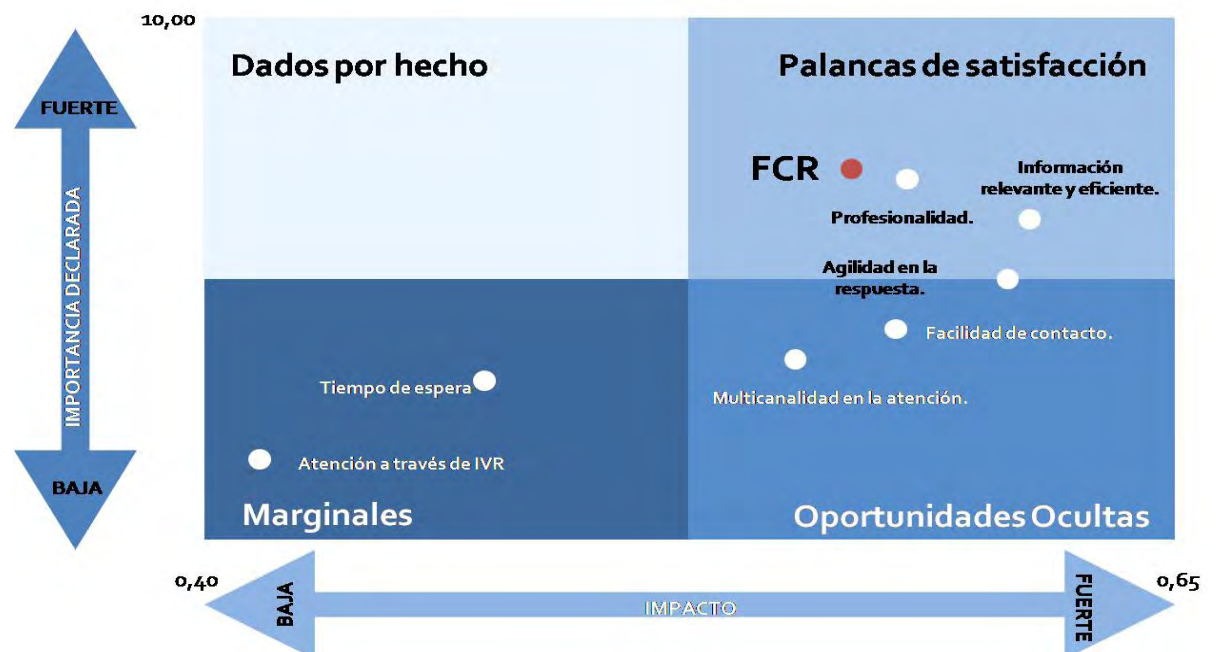 10,00
Dados por hecho
Palancas de satisfacción
FUERTE
IMPORTANCIA DECLARADA
BAJA
FCR
Información
relevante y eficiente.
Profesionalidad.
Agilidad en la
respuesta.
Facilidad de contacto.
Multicanalidad en la atención.
Tiempo de espera
Atención a través de IVR
Marginales
Oportunidades Ocultas
0,40
BAJA
IMPACTO
FUERTE
0,65